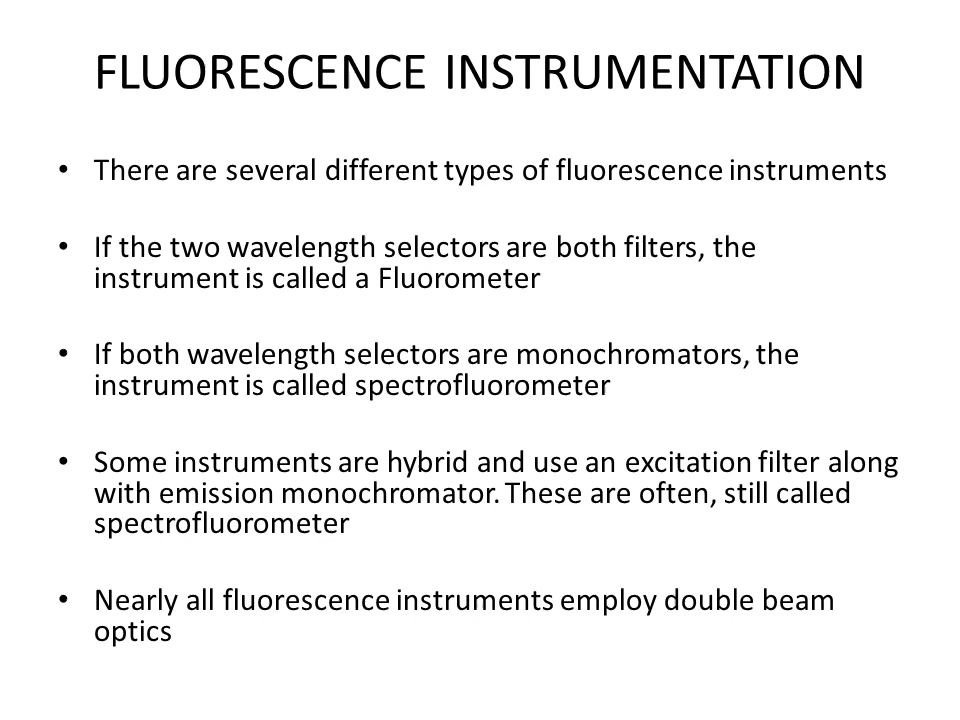 FLUORESCENCE INSTRUMENTATION
• There are several different types of fluorescence instruments
• If the two wavelength selectors are both filters, the
instrument is called a Fluorometer
• If both wavelength selectors are monochromators, the
instrument is called spectrofluorometer
• Some instruments are hybrid and use an excitation filter along
with emission monochromator. These are often, still called
spectrofluorometer
• Nearly all fluorescence instruments employ double beam
optics